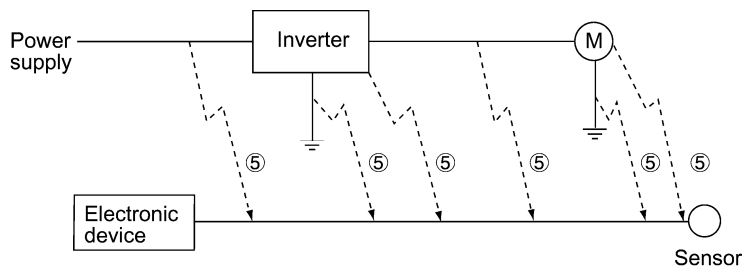 Power
supply
Inverter
M
⑤ ⑤ ⑤ ⑤ ⑤ ⑤
Electronic
device
Sensor